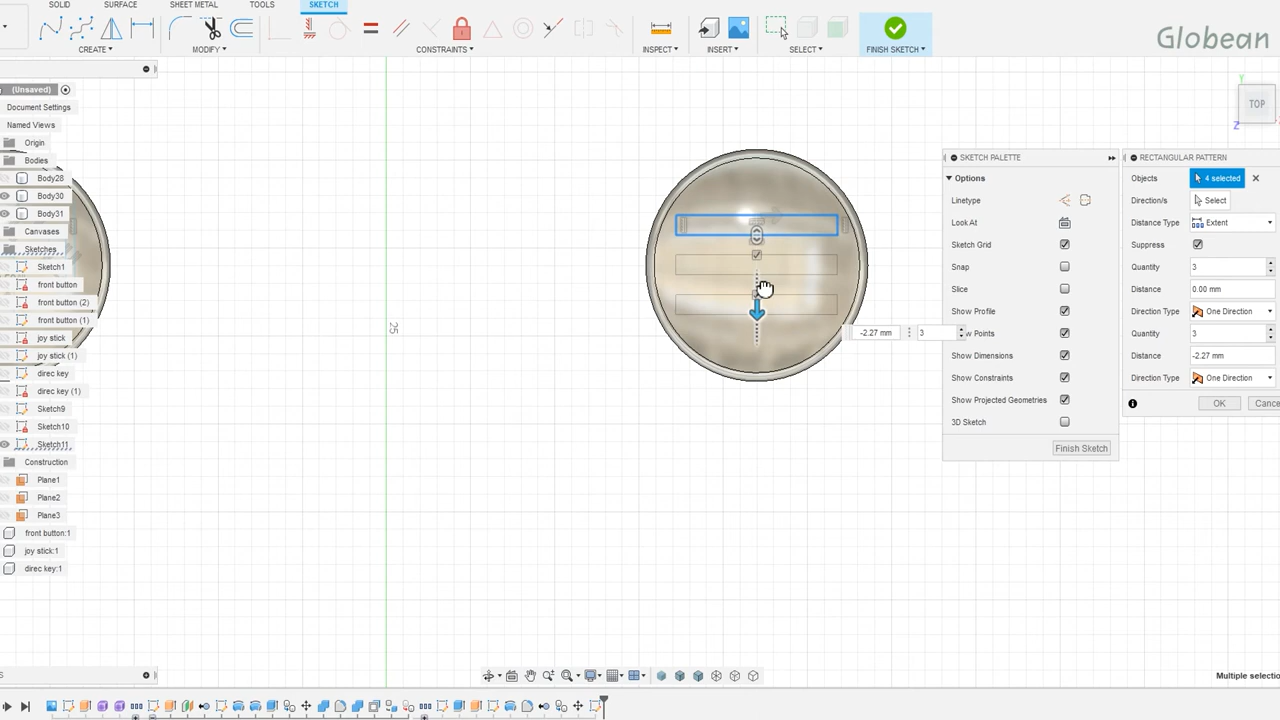 SOLID SURFACE SHEET METAL TOOLS SKETCH
CREATE MODIFY CONSTRAINTS INSPECT INSERT SELECT FINISH SKETCH
Globean
(Unsaved)
Document Settings
Named Views
Origin
Bodies
Body28
Body30
Body31
Canvases
Sketches
Sketch1
front button
front button (2)
front button (1)
joy stick
joy stick (1)
direc key
direc key (1)
Sketch9
Sketch10
Sketch11
Construction
Plane1
Plane2
Plane3
front button:1
joy stick:1
direc key:1
25
-2.27 mm 3
Y
TOP
Z
SKETCH PALETTE
Options
Linetype
Look At
Sketch Grid
Snap
Slice
Show Profile
w Points
Show Dimensions
Show Constraints
Show Projected Geometries
3D Sketch
Finish Sketch
RECTANGULAR PATTERN
Objects 4 selected
Direction/s Select
Distance Type Extent
Suppress
Quantity 3
Distance 0.00 mm
Direction Type One Direction
Quantity 3
Distance -2.27 mm
Direction Type One Direction
OK Cance
S
Multiple selectio